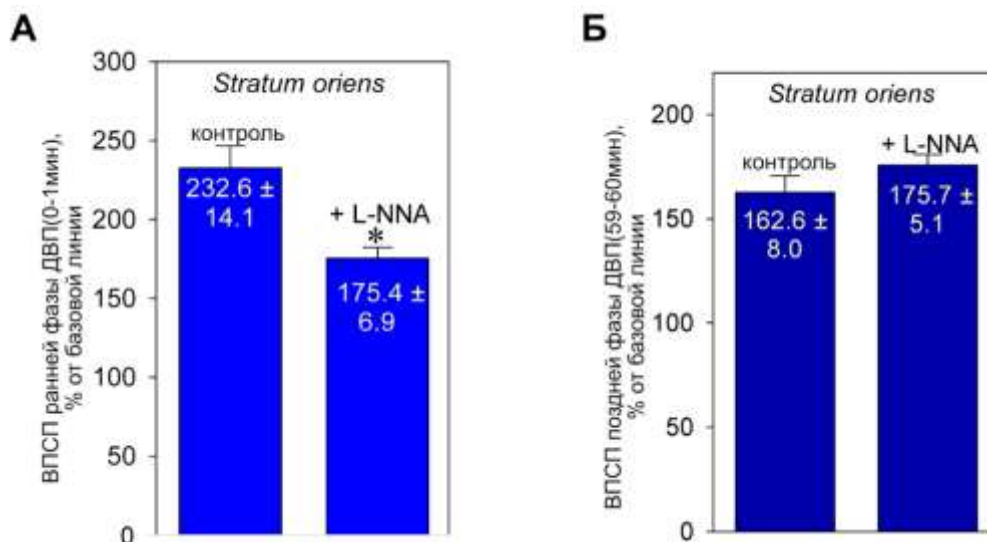 А
ВПСП ранней фазы ДВП(0-1мин),
% от базовой линии
300
250
200
150
100
50
0
Stratum oriens
контроль
232.6 ±
14.1
+ L-NNA
*
175.4 ±
6.9
Б
ВПСП поздней фазы ДВП(59-60мин),
% от базовой линии
200
150
100
50
0
Stratum oriens
контроль
162.6 ±
8.0
+ L-NNA
175.7 ±
5.1